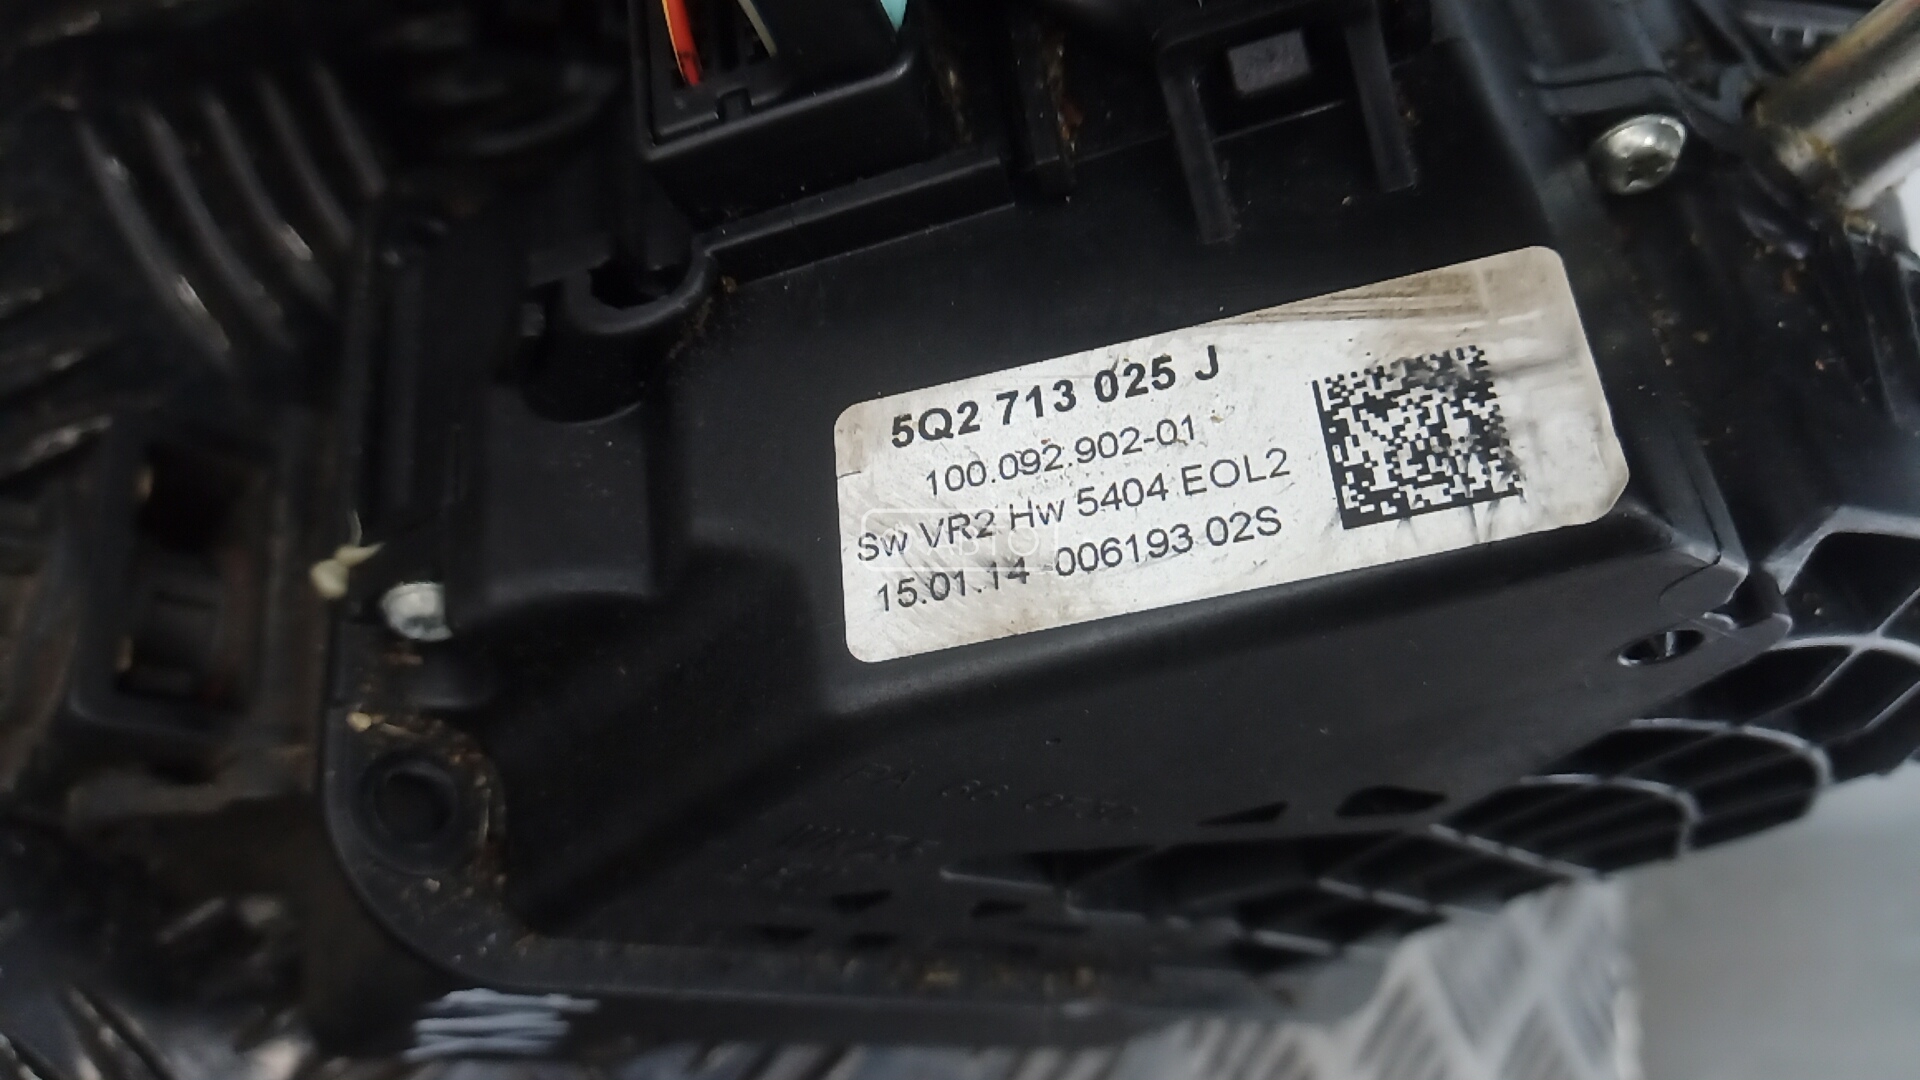 5Q2 713 025 J
100.092.902-01
Sw VR2 Hw 5404 EOL2
15.01.14 006193 02S